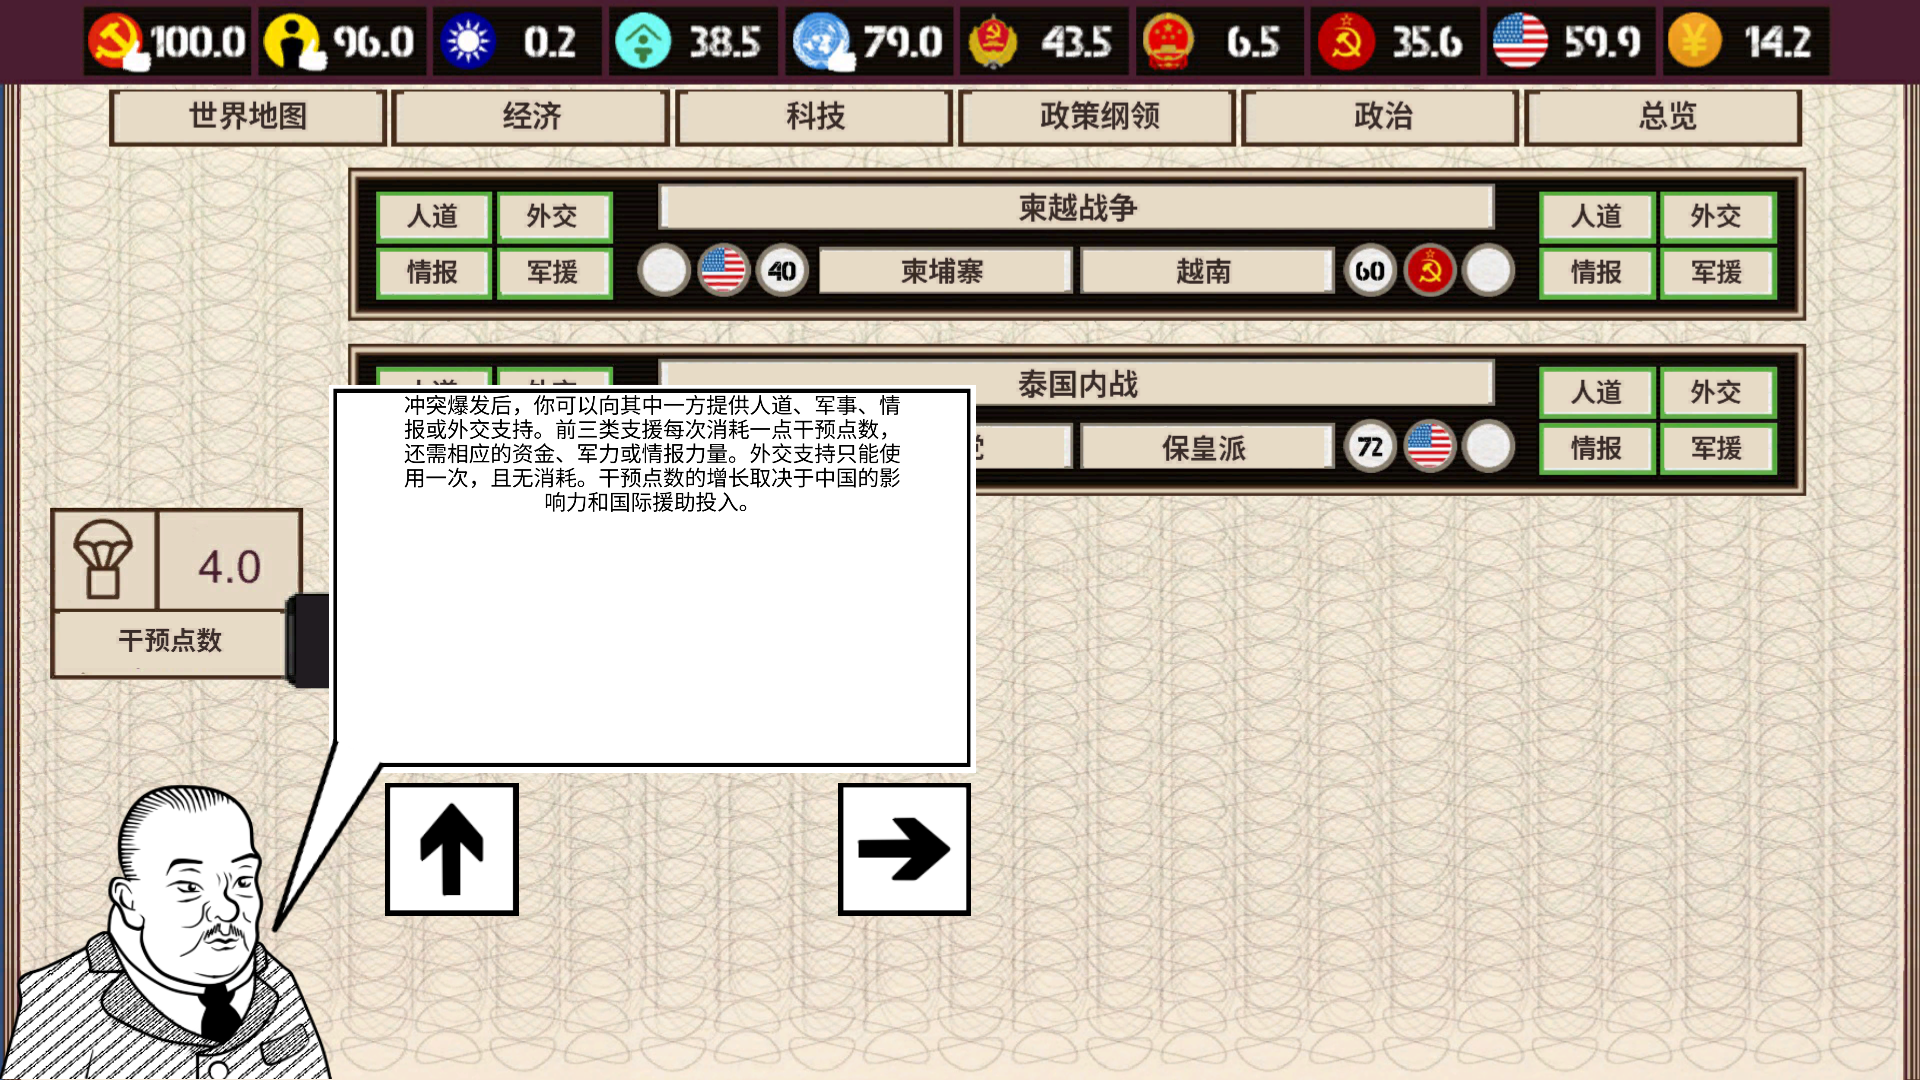 100.0 96.0 0.2 38.5 79.0 43.5 6.5 35.6 59.9 14.2
世界地图 经济 科技 政策纲领 政治 总览
柬越战争
人道 外交 人道 外交
40 柬埔寨 越南 60
情报 军援 情报 军援
泰国内战
人道 外交
保皇派 72
情报 军援
冲突爆发后，你可以向其中一方提供人道、军事、情
报或外交支持。前三类支援每次消耗一点干预点数，
还需相应的资金、军力或情报力量。外交支持只能使
用一次，且无消耗。干预点数的增长取决于中国的影
响力和国际援助投入。
4.0
干预点数